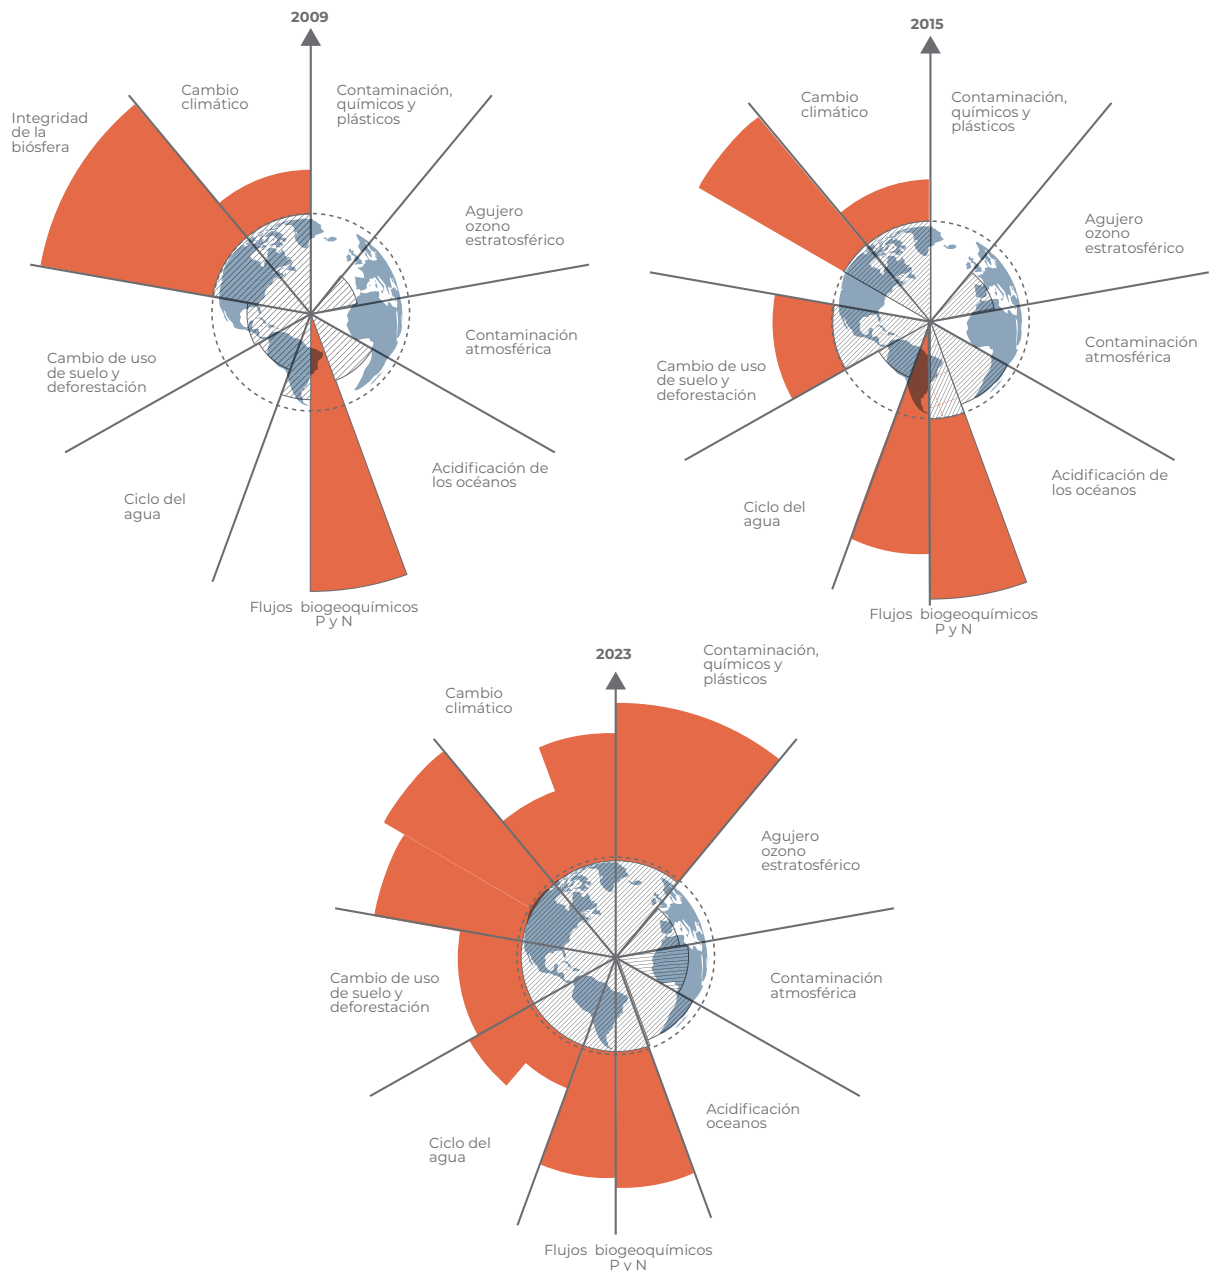 2009
Cambio
climático
Contaminación,
químicos y
plásticos
Integridad
de la
biósfera
Agujero
ozono
estratosférico
Contaminación
atmosférica
Cambio de uso
de suelo y
deforestación
Acidificación de
los océanos
Ciclo del
agua
Flujos biogeoquímicos
P y N
2015
Cambio
climático
Contaminación,
químicos y
plásticos
Agujero
ozono
estratosférico
Contaminación
atmosférica
Cambio de uso
de suelo y
deforestación
Acidificación de
los océanos
Ciclo del
agua
Flujos biogeoquímicos
P y N
2023
Contaminación,
químicos y
plásticos
Cambio
climático
Agujero
ozono
estratosférico
Contaminación
atmosférica
Cambio de uso
de suelo y
deforestación
Acidificación
oceanos
Ciclo del
agua
Flujos biogeoquímicos
P y N